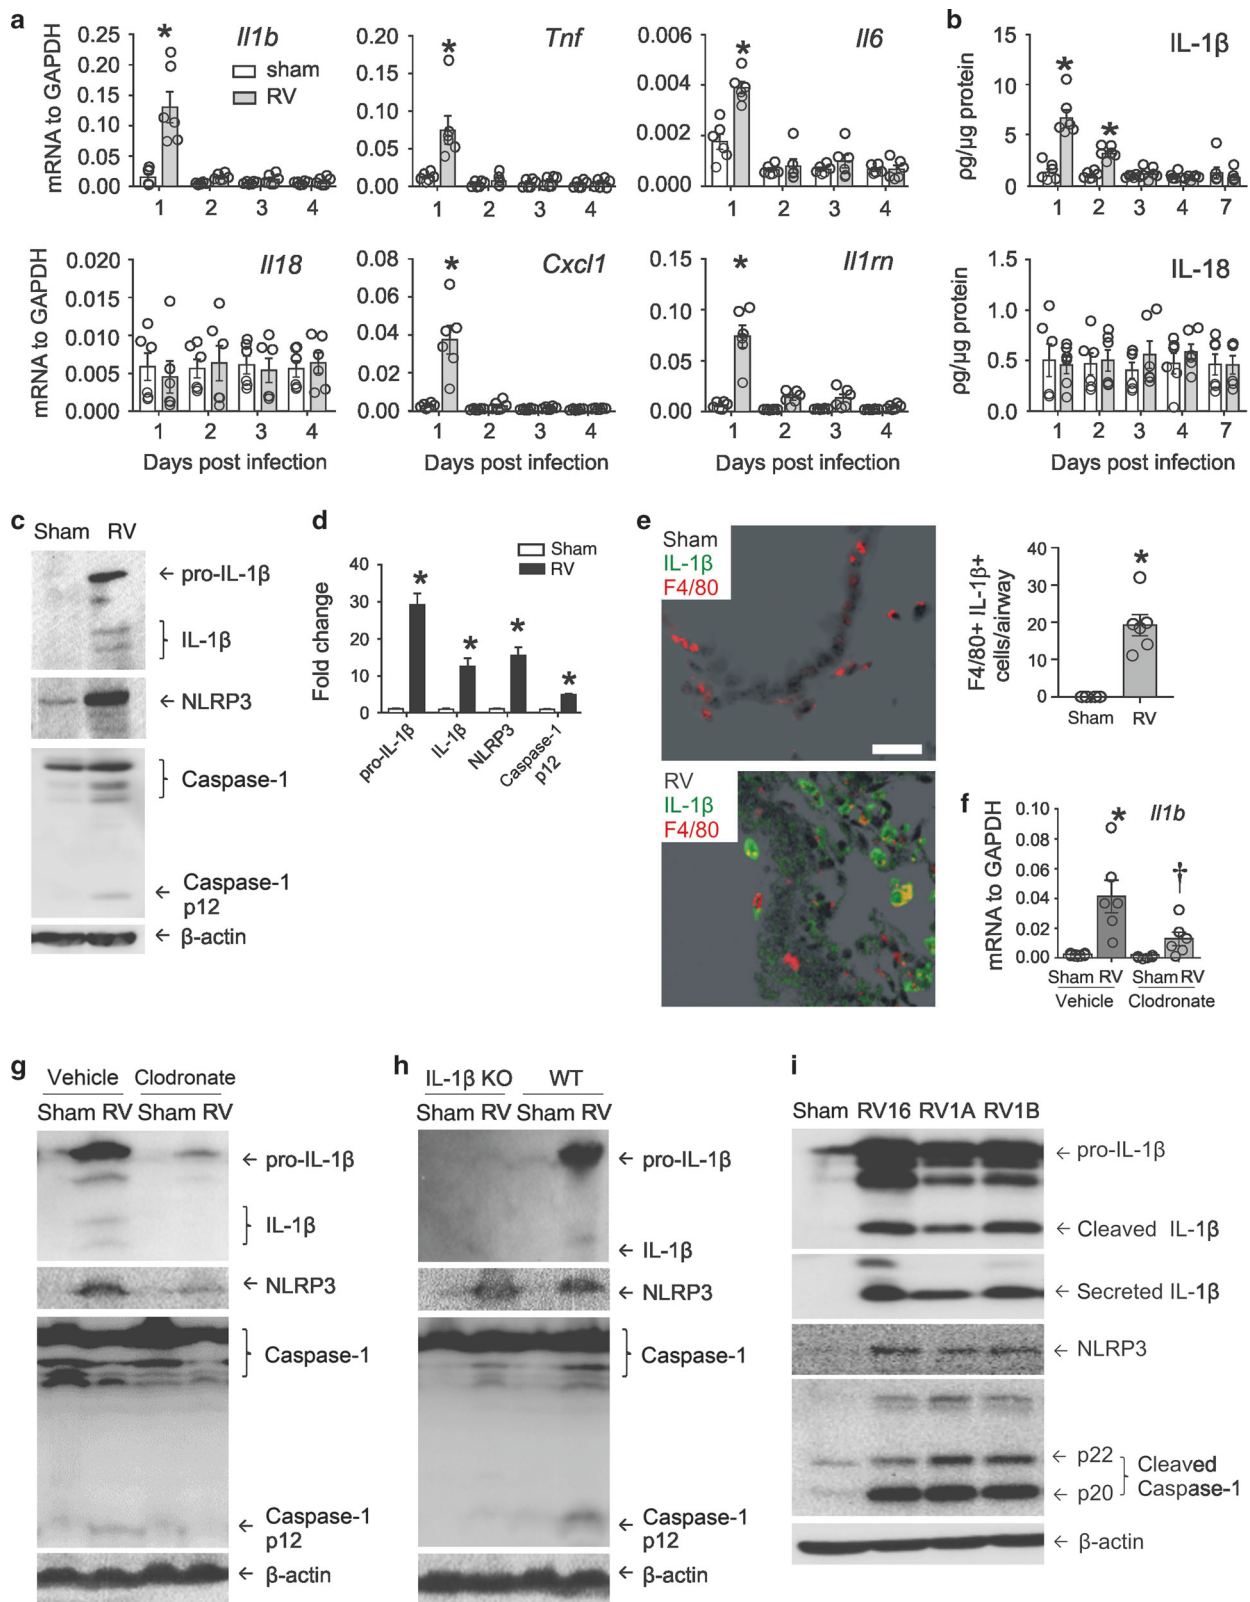 a
mRNA to GAPDH
0.25
0.20
0.15
0.10
0.05
0.00
*
Il1b
sham
RV
1 2 3 4
0.20
0.15
0.10
0.05
0.00
*
Tnf
1 2 3 4
0.006
0.004
0.002
0.000
*
Il6
1 2 3 4
b
pg/µg protein
15
10
5
0
* *
IL-1β
1 2 3 4 7
mRNA to GAPDH
0.020
0.015
0.010
0.005
0.000
Il18
1 2 3 4
Days post infection
0.08
0.06
0.04
0.02
0.00
*
Cxcl1
1 2 3 4
Days post infection
0.15
0.10
0.05
0.00
*
Il1rn
1 2 3 4
Days post infection
pg/µg protein
1.5
1.0
0.5
0.0
IL-18
1 2 3 4 7
Days post infection
c
Sham RV
← pro-IL-1β
IL-1β
← NLRP3
Caspase-1
← Caspase-1
p12
← β-actin
d
Sham
RV
Fold change
40
30
20
10
0
* * * *
pro-IL-1β
IL-1β
NLRP3
Caspase-1
p12
e
Sham
IL-1β
F4/80
RV
IL-1β
F4/80
F4/80+ IL-1β+
cells/airway
40
30
20
10
0
*
Sham RV
f
mRNA to GAPDH
0.10
0.08
0.06
0.04
0.02
0.00
*
Il1b
†
Sham RV Sham RV
Vehicle Clodronate
g
Vehicle Clodronate
Sham RV Sham RV
← pro-IL-1β
IL-1β
← NLRP3
Caspase-1
← Caspase-1
p12
← β-actin
h
IL-1β KO WT
Sham RV Sham RV
← pro-IL-1β
← IL-1β
← NLRP3
Caspase-1
← Caspase-1
p12
← β-actin
i
Sham RV16 RV1A RV1B
← pro-IL-1β
← Cleaved IL-1β
← Secreted IL-1β
← NLRP3
← p22
← p20
Cleaved
Caspase-1
← β-actin